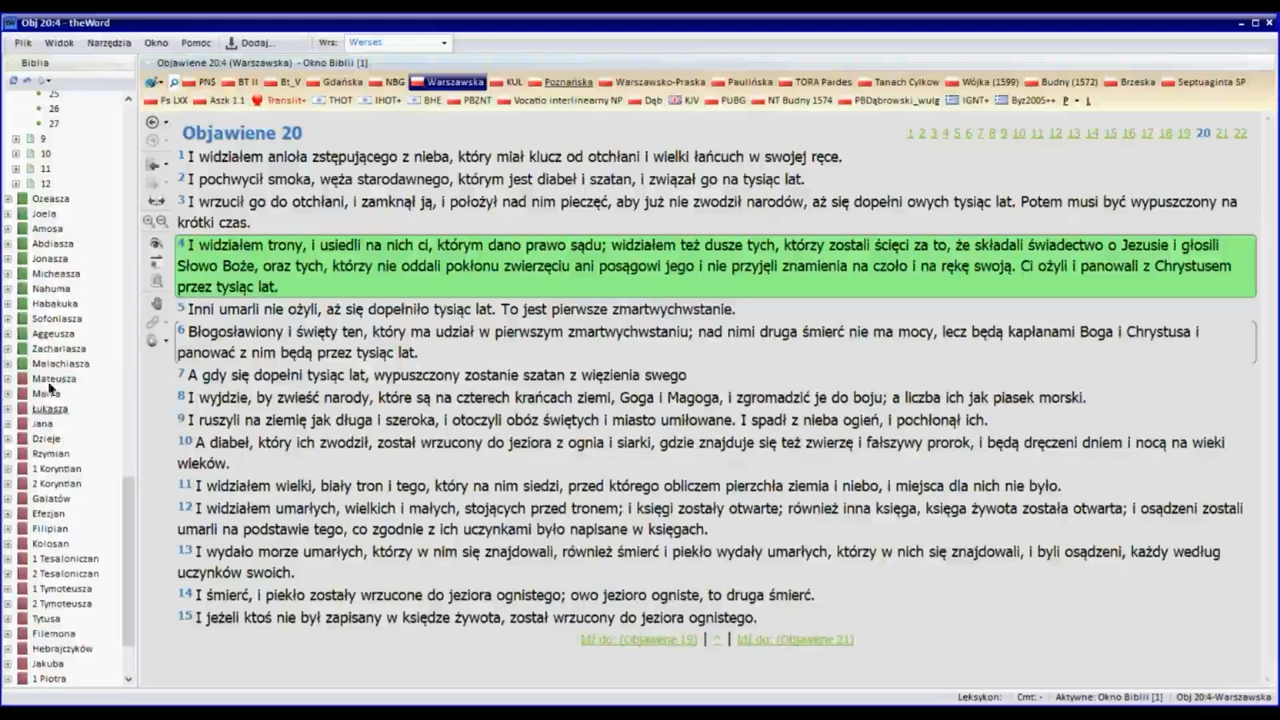 Obj 20:4 - theWord
Plik Widok Narzędzia Okno Pomoc Dodaj... Wrs: Werset
Biblia
Objawiene 20:4 (Warszawska) - Okno Biblii [1]
PNŚ BT II Bt_V Gdańska NBG Warszawska KUL Poznańska Warszawsko-Praska Paulińska TORA Pardes Tanach Cylkow Wójka (1599) Budny (1572) Brzeska Septuaginta SP
Ps LXX Aszk 1.1 Translit+ THOT IHOT+ BHE PBZNT Vocatio interlinearny NP Dąb KJV PUBG NT Budny 1574 PBDąbrowski_wulg IGNT+ Byz2005++ P
25
26
27
9
10
11
12
Ozeasza
Joela
Amosa
Abdiasza
Jonasza
Micheasza
Nahuma
Habakuka
Sofoniasza
Aggeusza
Zachariasza
Malachiasza
Mateusza
Marka
Łukasza
Jana
Dzieje
Rzymian
1 Koryntian
2 Koryntian
Galatów
Efezjan
Filipian
Kolosan
1 Tesaloniczan
2 Tesaloniczan
1 Tymoteusza
2 Tymoteusza
Tytusa
Filemona
Hebrajczyków
Jakuba
1 Piotra
Objawiene 20
1 2 3 4 5 6 7 8 9 10 11 12 13 14 15 16 17 18 19 20 21 22
1 I widziałem anioła zstępującego z nieba, który miał klucz od otchłani i wielki łańcuch w swojej ręce.
2 I pochwycił smoka, węża starodawnego, którym jest diabeł i szatan, i związał go na tysiąc lat.
3 I wrzucił go do otchłani, i zamknął ją, i położył nad nim pieczęć, aby już nie zwodził narodów, aż się dopełni owych tysiąc lat. Potem musi być wypuszczony na
krótki czas.
4 I widziałem trony, i usiedli na nich ci, którym dano prawo sądu; widziałem też dusze tych, którzy zostali ścięci za to, że składali świadectwo o Jezusie i głosili
Słowo Boże, oraz tych, którzy nie oddali pokłonu zwierzęciu ani posągowi jego i nie przyjęli znamienia na czoło i na rękę swoją. Ci ożyli i panowali z Chrystusem
przez tysiąc lat.
5 Inni umarli nie ożyli, aż się dopełniło tysiąc lat. To jest pierwsze zmartwychwstanie.
6 Błogosławiony i święty ten, który ma udział w pierwszym zmartwychwstaniu; nad nimi druga śmierć nie ma mocy, lecz będą kapłanami Boga i Chrystusa i
panować z nim będą przez tysiąc lat.
7 A gdy się dopełni tysiąc lat, wypuszczony zostanie szatan z więzienia swego
8 I wyjdzie, by zwieść narody, które są na czterech krańcach ziemi, Goga i Magoga, i zgromadzić je do boju; a liczba ich jak piasek morski.
9 I ruszyli na ziemię jak długa i szeroka, i otoczyli obóz świętych i miasto umiłowane. I spadł z nieba ogień, i pochłonął ich.
10 A diabeł, który ich zwodził, został wrzucony do jeziora z ognia i siarki, gdzie znajduje się też zwierzę i fałszywy prorok, i będą dręczeni dniem i nocą na wieki
wieków.
11 I widziałem wielki, biały tron i tego, który na nim siedzi, przed którego obliczem pierzchła ziemia i niebo, i miejsca dla nich nie było.
12 I widziałem umarłych, wielkich i małych, stojących przed tronem; i księgi zostały otwarte; również inna księga, księga żywota została otwarta; i osądzeni zostali
umarli na podstawie tego, co zgodnie z ich uczynkami było napisane w księgach.
13 I wydało morze umarłych, którzy w nim się znajdowali, również śmierć i piekło wydały umarłych, którzy w nich się znajdowali, i byli osądzeni, każdy według
uczynków swoich.
14 I śmierć, i piekło zostały wrzucone do jeziora ognistego; owo jezioro ogniste, to druga śmierć.
15 I jeżeli ktoś nie był zapisany w księdze żywota, został wrzucony do jeziora ognistego.
Idź do: (Objawiene 19) | ^ | Idź do: (Objawiene 21)
Leksykon: Cmt: - Aktywne: Okno Biblii [1] Obj 20:4-Warszawska